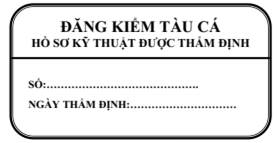 ĐĂNG KIỂM TÀU CÁ
HỒ SƠ KỸ THUẬT ĐƯỢC THẨM ĐỊNH
SỐ:……………………………………..
NGÀY THẨM ĐỊNH:…………………………